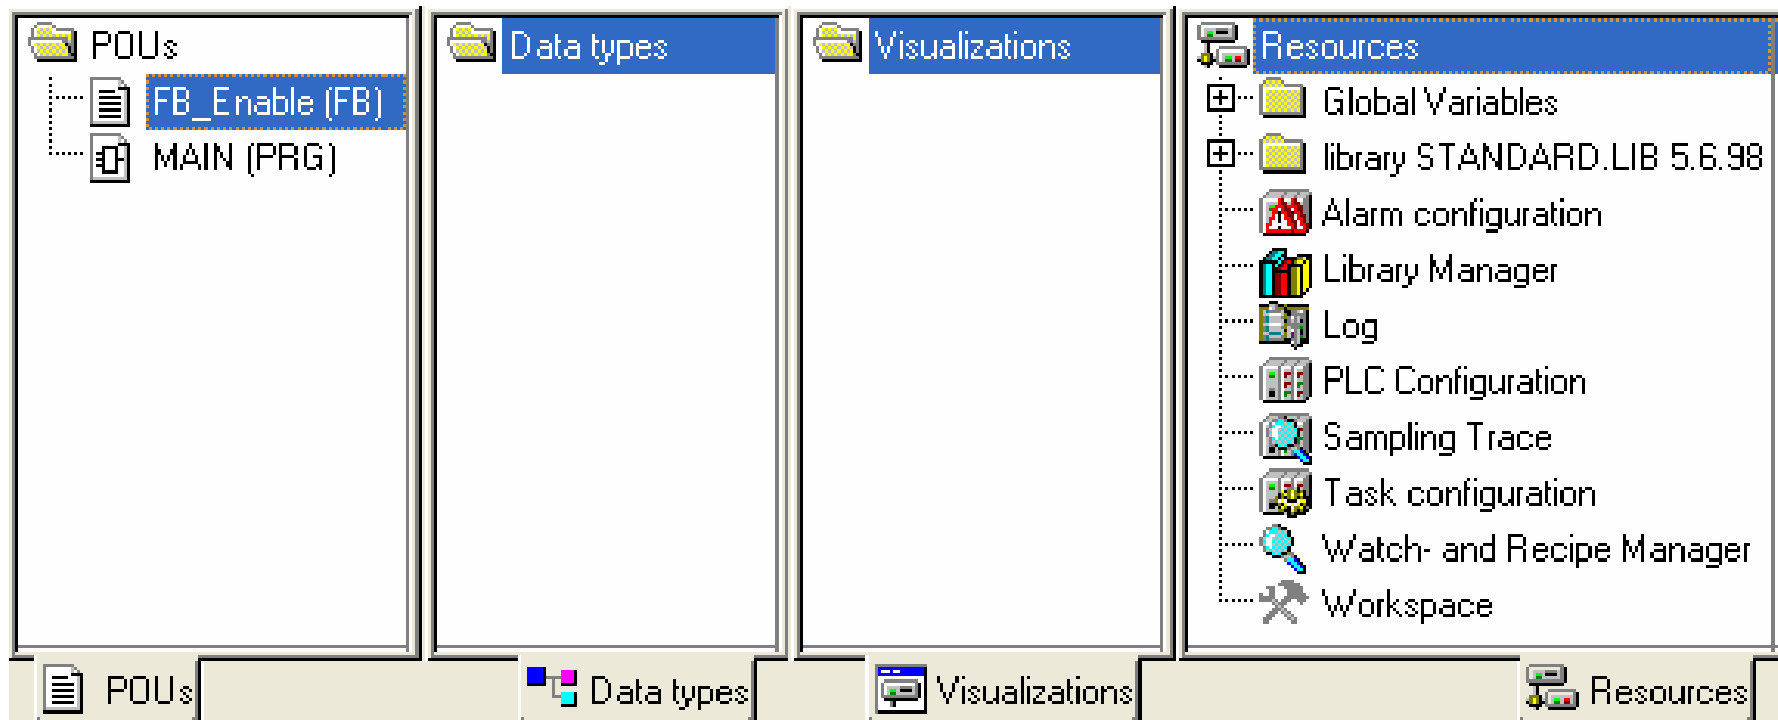 POUs
FB_Enable (FB)
MAIN (PRG)
Data types
Visualizations
Resources
Global Variables
library STANDARD.LIB 5.6.98
Alarm configuration
Library Manager
Log
PLC Configuration
Sampling Trace
Task configuration
Watch- and Recipe Manager
Workspace
POUs
Data types
Visualizations
Resources